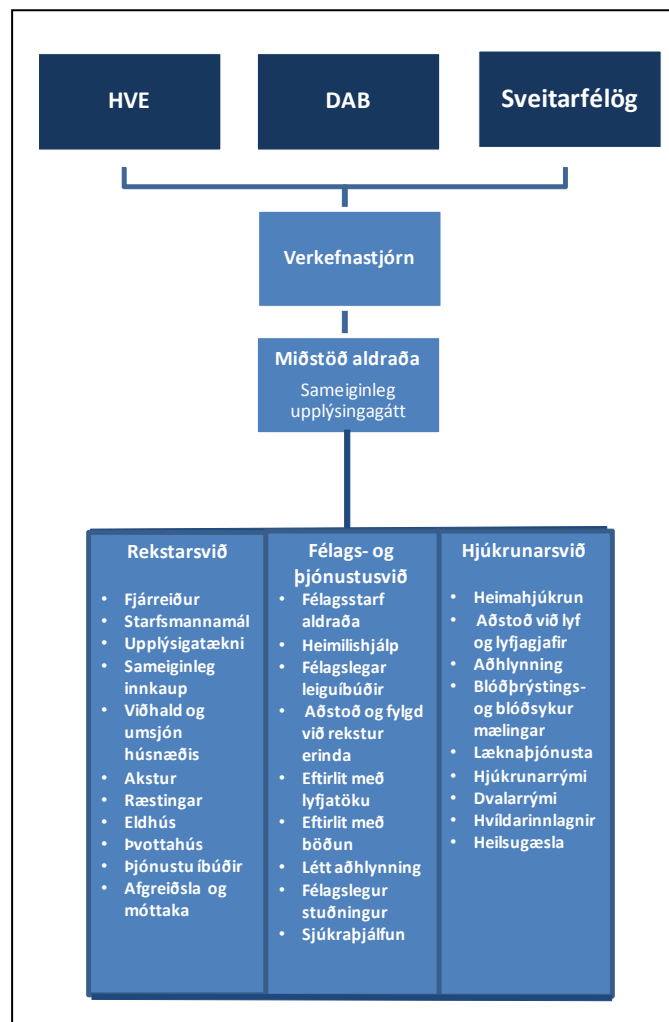 HVE
DAB
Sveitarfélög
Verkefnastjórn
Miðstöð aldraða
Sameiginleg
upplýsingagátt
Rekstarsvið
• Fjárreiður
• Starfsmannamál
• Upplýsigatækni
• Sameiginleg
innkaup
• Viðhald og
umsjón
húsnæðis
• Akstur
• Ræstingar
• Eldhús
• Þvottahús
• Þjónustu íbúðir
• Afgreiðsla og
móttaka
Félags- og
þjónustusvið
• Félagsstarf
aldraða
• Heimilishjálp
• Félagslegar
leiguíbúðir
• Aðstoð og fylgd
við rekstur
erinda
• Eftirlit með
lyfjatöku
• Eftirlit með
böðun
• Létt aðhlynning
• Félagslegur
stuðningur
• Sjúkraþjálfun
Hjúkrunarsvið
• Heimahjúkrun
• Aðstoð við lyf
og lyfjagjafir
• Aðhlynning
• Blóðþrýstings-
og blóðsykur
mælingar
• Læknaþjónusta
• Hjúkrunarrými
• Dvalarrými
• Hvíldarinnlagnir
• Heilsugæsla